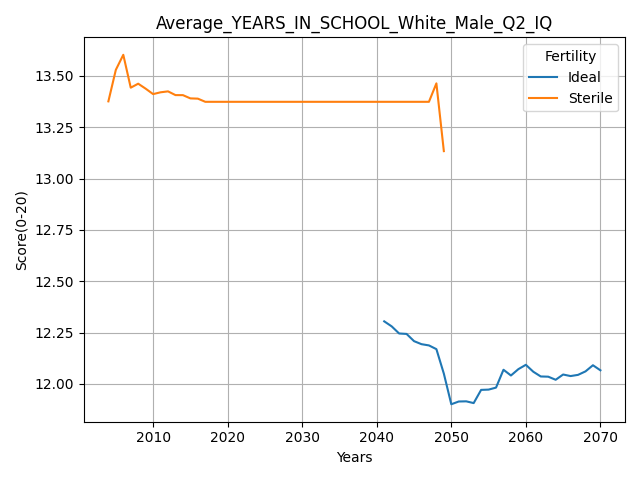 Average_YEARS_IN_SCHOOL_White_Male_Q2_IQ
Fertility
Ideal
Sterile
Score(0-20)
13.50
13.25
13.00
12.75
12.50
12.25
12.00
2010 2020 2030 2040 2050 2060 2070
Years